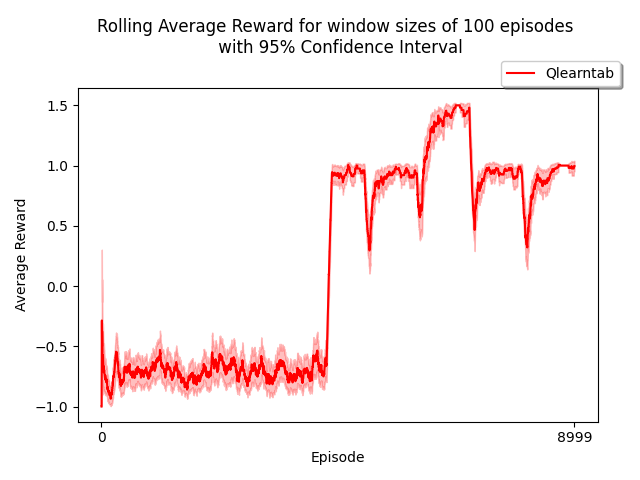 Rolling Average Reward for window sizes of 100 episodes
with 95% Confidence Interval
Qlearntab
1.5
1.0
0.5
0.0
−0.5
−1.0
Average Reward
0
8999
Episode